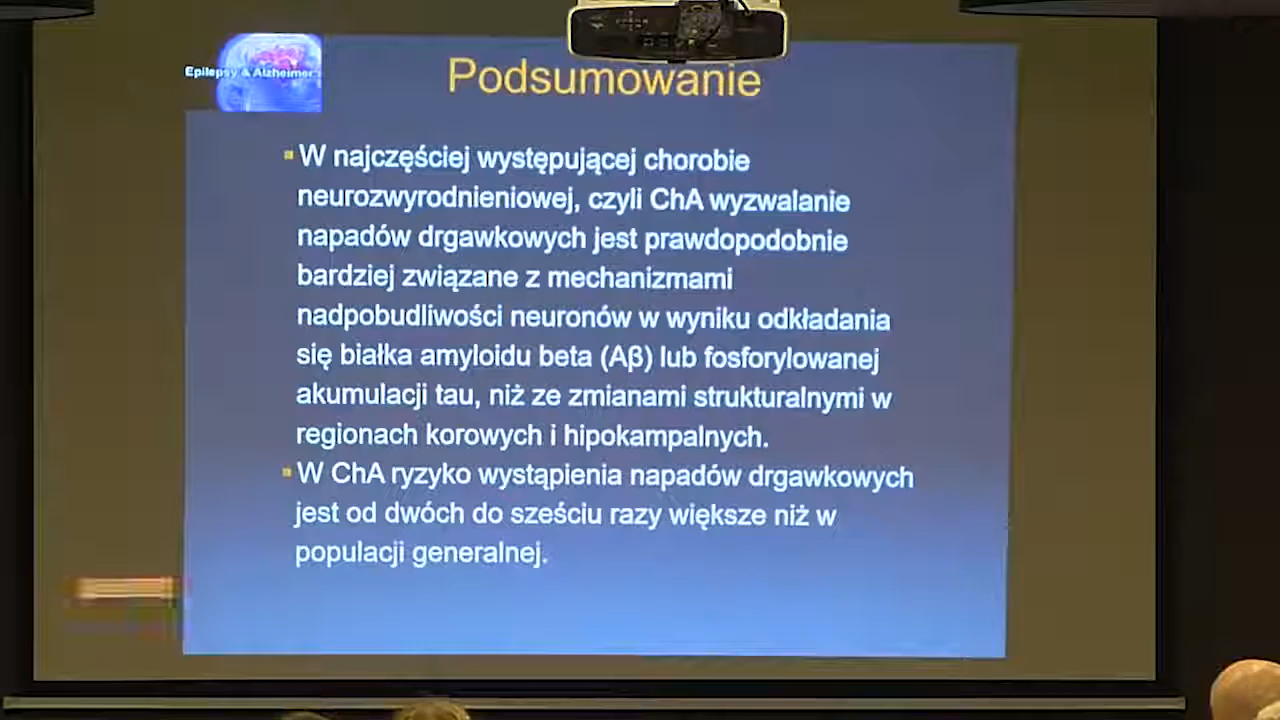 Epilepsy & Alzheimer's
Podsumowanie
W najczęściej występującej chorobie
neurozwyrodnieniowej, czyli ChA wyzwalanie
napadów drgawkowych jest prawdopodobnie
bardziej związane z mechanizmami
nadpobudliwości neuronów w wyniku odkładania
się białka amyloidu beta (Aβ) lub fosforylowanej
akumulacji tau, niż ze zmianami strukturalnymi w
regionach korowych i hipokampalnych.
W ChA ryzyko wystąpienia napadów drgawkowych
jest od dwóch do sześciu razy większe niż w
populacji generalnej.